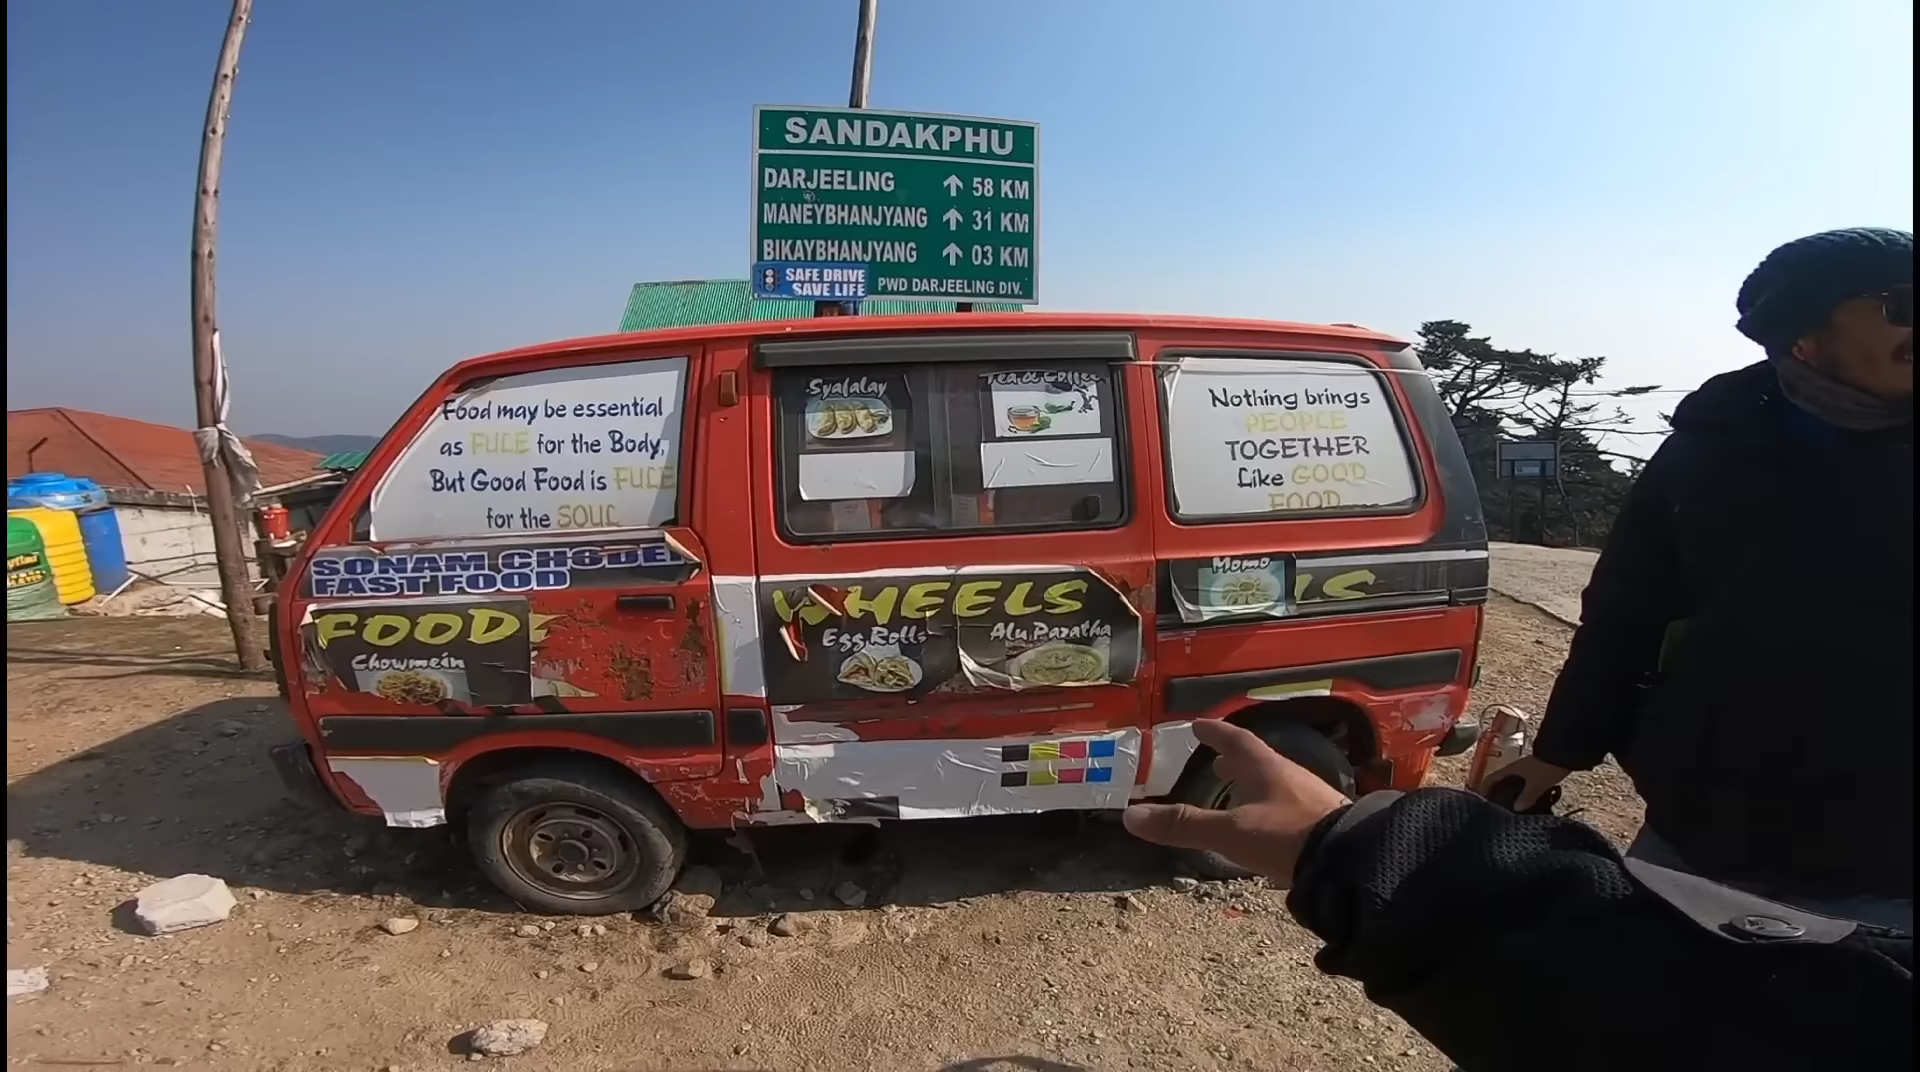 SANDAKPHU
DARJEELING ↑ 58 KM
MANEYBHANJYANG ↑ 31 KM
BIKAYBHANJYANG ↑ 03 KM
SAFE DRIVE
SAVE LIFE
PWD DARJEELING DIV.
Food may be essential
as FULE for the Body,
But Good Food is FULE
for the SOUL
Syafalay
Tea & Coffee
Nothing brings
PEOPLE
TOGETHER
Like GOOD
FOOD
SONAM CHODEN
FAST FOOD
FOOD
Chowmein
WHEELS
Egg Rolls
Alu Paratha
Momo
LS